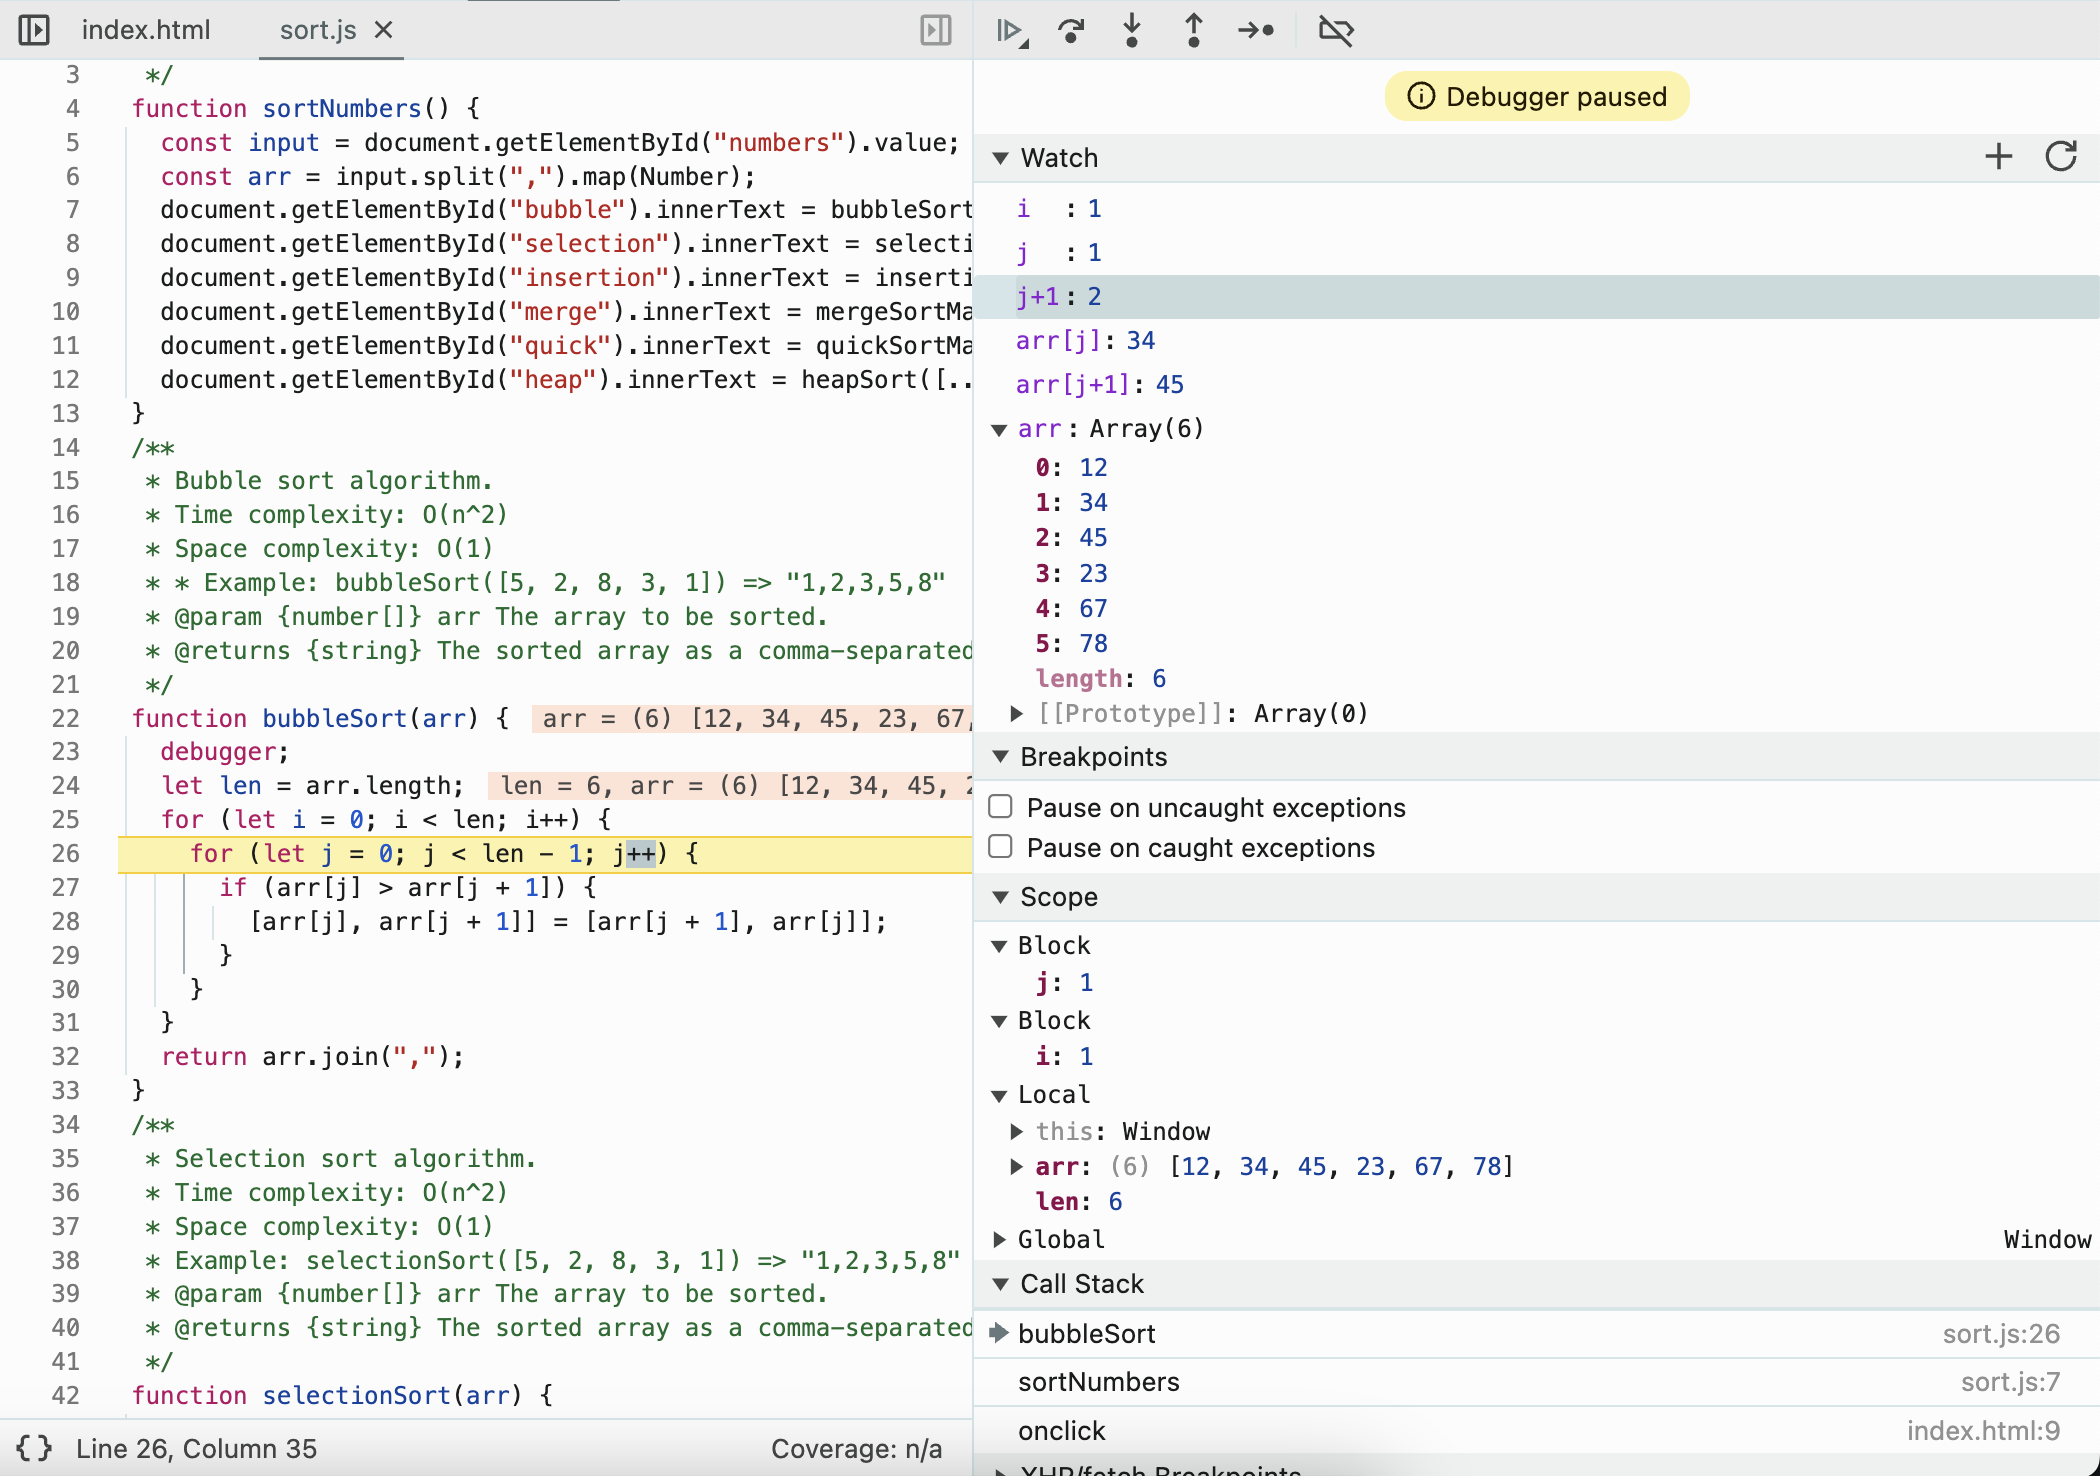 index.html
sort.js
3 */
4 function sortNumbers() {
5 const input = document.getElementById("numbers").value;
6 const arr = input.split(",").map(Number);
7 document.getElementById("bubble").innerText = bubbleSort
8 document.getElementById("selection").innerText = selecti
9 document.getElementById("insertion").innerText = inserti
10 document.getElementById("merge").innerText = mergeSortMa
11 document.getElementById("quick").innerText = quickSortMa
12 document.getElementById("heap").innerText = heapSort([..
13 }
14 /**
15 * Bubble sort algorithm.
16 * Time complexity: O(n^2)
17 * Space complexity: O(1)
18 * * Example: bubbleSort([5, 2, 8, 3, 1]) => "1,2,3,5,8"
19 * @param {number[]} arr The array to be sorted.
20 * @returns {string} The sorted array as a comma-separated
21 */
22 function bubbleSort(arr) { arr = (6) [12, 34, 45, 23, 67,
23 debugger;
24 let len = arr.length; len = 6, arr = (6) [12, 34, 45, 2
25 for (let i = 0; i < len; i++) {
26 for (let j = 0; j < len - 1; j++) {
27 if (arr[j] > arr[j + 1]) {
28 [arr[j], arr[j + 1]] = [arr[j + 1], arr[j]];
29 }
30 }
31 }
32 return arr.join(",");
33 }
34 /**
35 * Selection sort algorithm.
36 * Time complexity: O(n^2)
37 * Space complexity: O(1)
38 * Example: selectionSort([5, 2, 8, 3, 1]) => "1,2,3,5,8"
39 * @param {number[]} arr The array to be sorted.
40 * @returns {string} The sorted array as a comma-separated
41 */
42 function selectionSort(arr) {
{ } Line 26, Column 35
Coverage: n/a
Debugger paused
Watch
i : 1
j : 1
j+1: 2
arr[j]: 34
arr[j+1]: 45
arr: Array(6)
0: 12
1: 34
2: 45
3: 23
4: 67
5: 78
length: 6
[[Prototype]]: Array(0)
Breakpoints
Pause on uncaught exceptions
Pause on caught exceptions
Scope
Block
j: 1
Block
i: 1
Local
this: Window
arr: (6) [12, 34, 45, 23, 67, 78]
len: 6
Global Window
Call Stack
bubbleSort sort.js:26
sortNumbers sort.js:7
onclick index.html:9
XHR/fetch Breakpoints